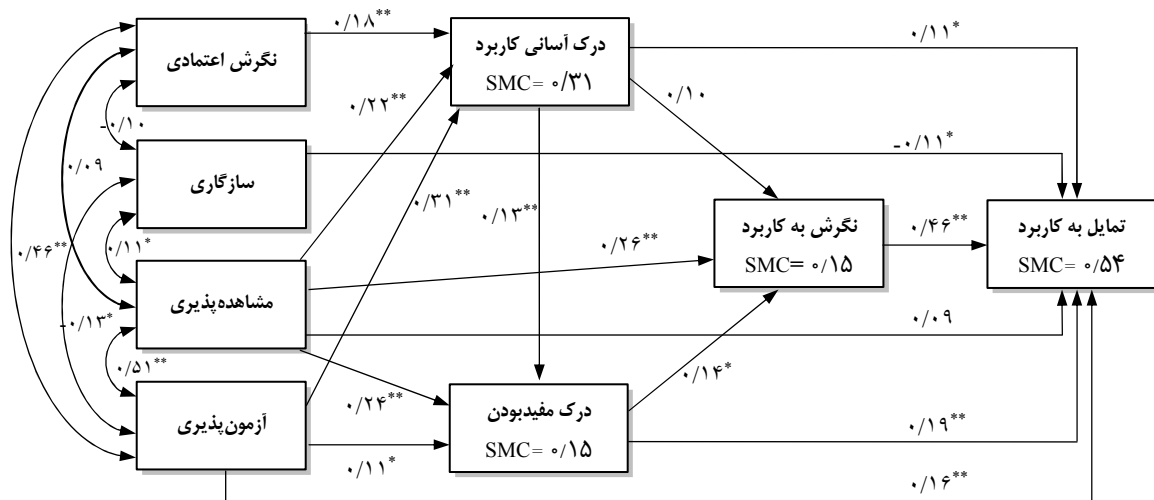 نگرش اعتمادی
سازگاری
مشاهده‌پذیری
آزمون‌پذیری
درک آسانی کاربرد
SMC= ۰/۳۱
درک مفیدبودن
SMC= ۰/۱۵
نگرش به کاربرد
SMC= ۰/۱۵
تمایل به کاربرد
SMC= ۰/۵۴
۰/۱۸**
۰/۲۲**
۰/۳۱**
۰/۱۳**
۰/۱۰
۰/۱۱*
-۰/۱۱*
۰/۲۶**
۰/۴۶**
۰/۰۹
۰/۲۴**
۰/۱۱*
۰/۱۴*
۰/۱۹**
۰/۱۶**
-۰/۱۰
۰/۰۹
۰/۱۱*
۰/۴۶**
-۰/۱۳*
۰/۵۱**